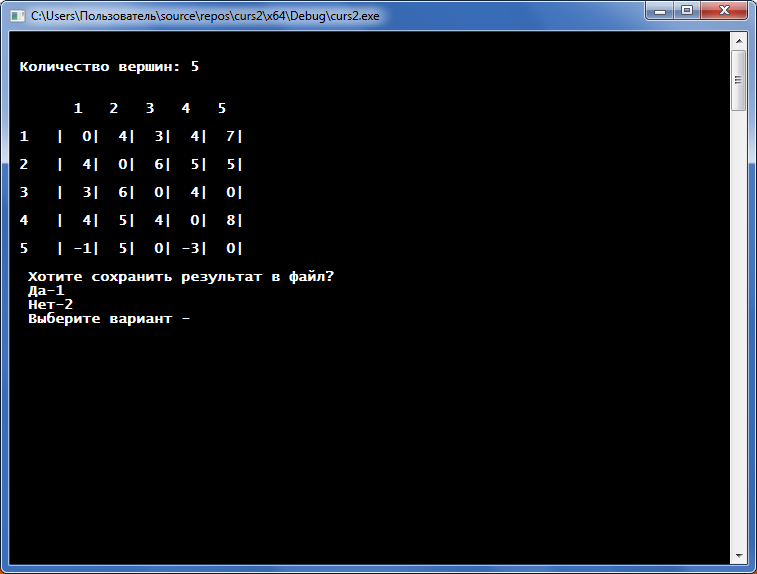 C:\Users\Пользователь\source\repos\curs2\x64\Debug\curs2.exe
Количество вершин: 5
1 2 3 4 5
1 | 0| 4| 3| 4| 7|
2 | 4| 0| 6| 5| 5|
3 | 3| 6| 0| 4| 0|
4 | 4| 5| 4| 0| 8|
5 | -1| 5| 0| -3| 0|
Хотите сохранить результат в файл?
Да-1
Нет-2
Выберите вариант -